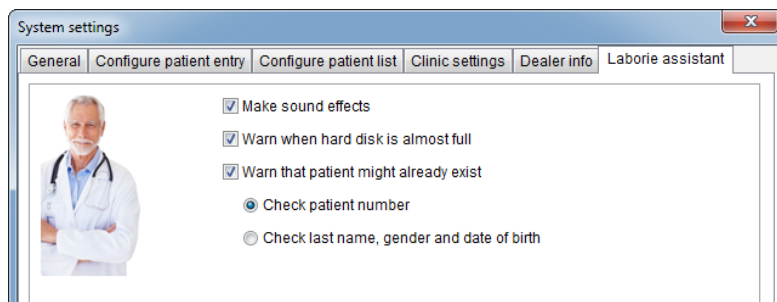 System settings
General Configure patient entry Configure patient list Clinic settings Dealer info Laborie assistant
Make sound effects
Warn when hard disk is almost full
Warn that patient might already exist
Check patient number
Check last name, gender and date of birth